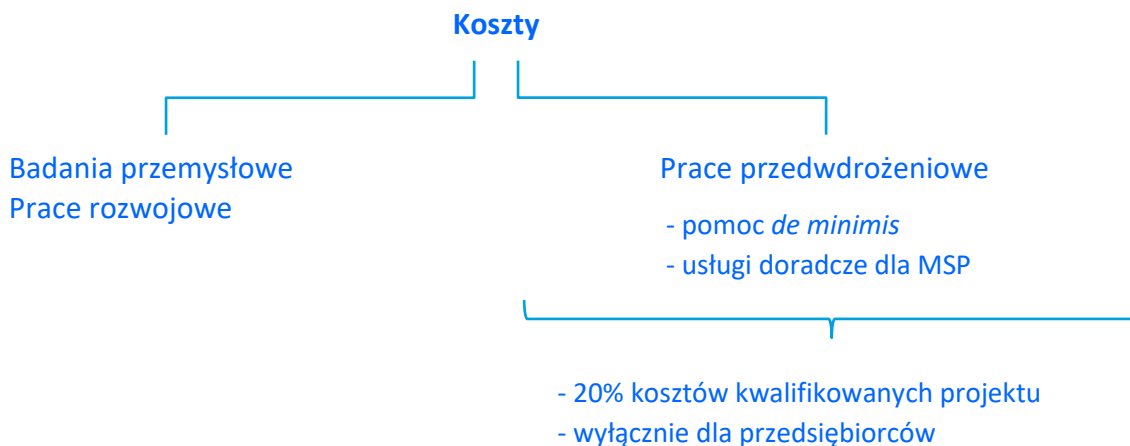 Koszty
Badania przemysłowe
Prace rozwojowe
Prace przedwdrożeniowe
- pomoc de minimis
- usługi doradcze dla MSP
- 20% kosztów kwalifikowanych projektu
- wyłącznie dla przedsiębiorców